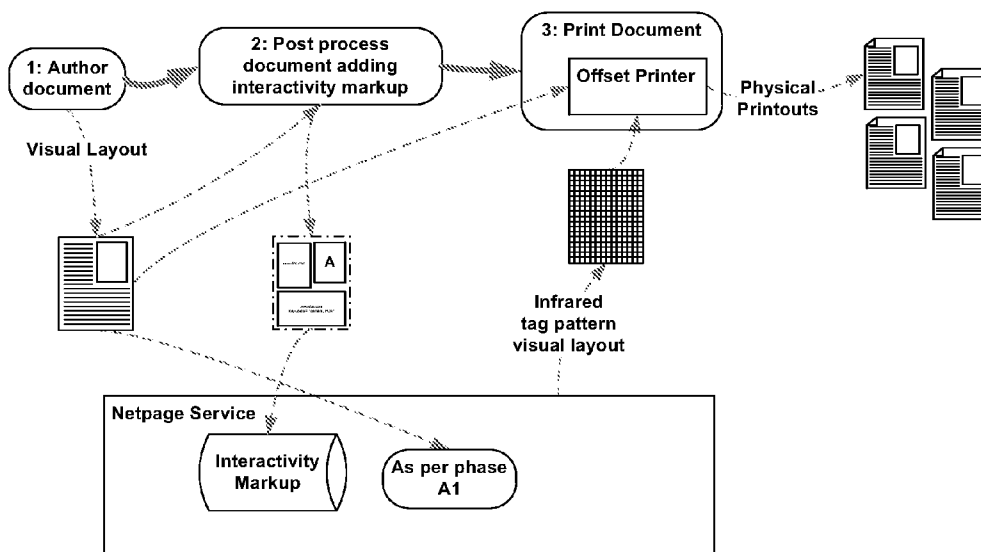 1: Author
document
2: Post process
document adding
interactivity markup
3: Print Document
Offset Printer
Physical
Printouts
Visual Layout
A
Infrared
tag pattern
visual layout
Netpage Service
Interactivity
Markup
As per phase
A1